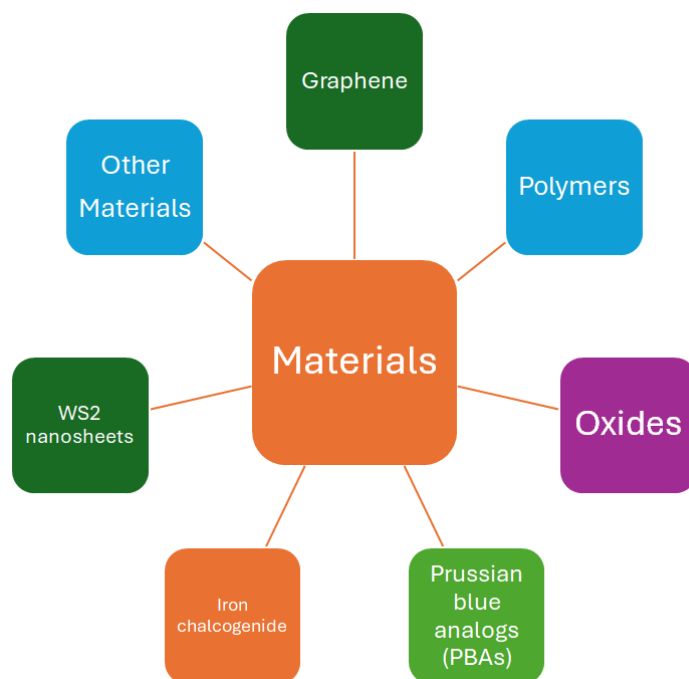 Graphene
Other
Materials
Polymers
Materials
WS2
nanosheets
Oxides
Iron
chalcogenide
Prussian
blue
analogs
(PBAs)